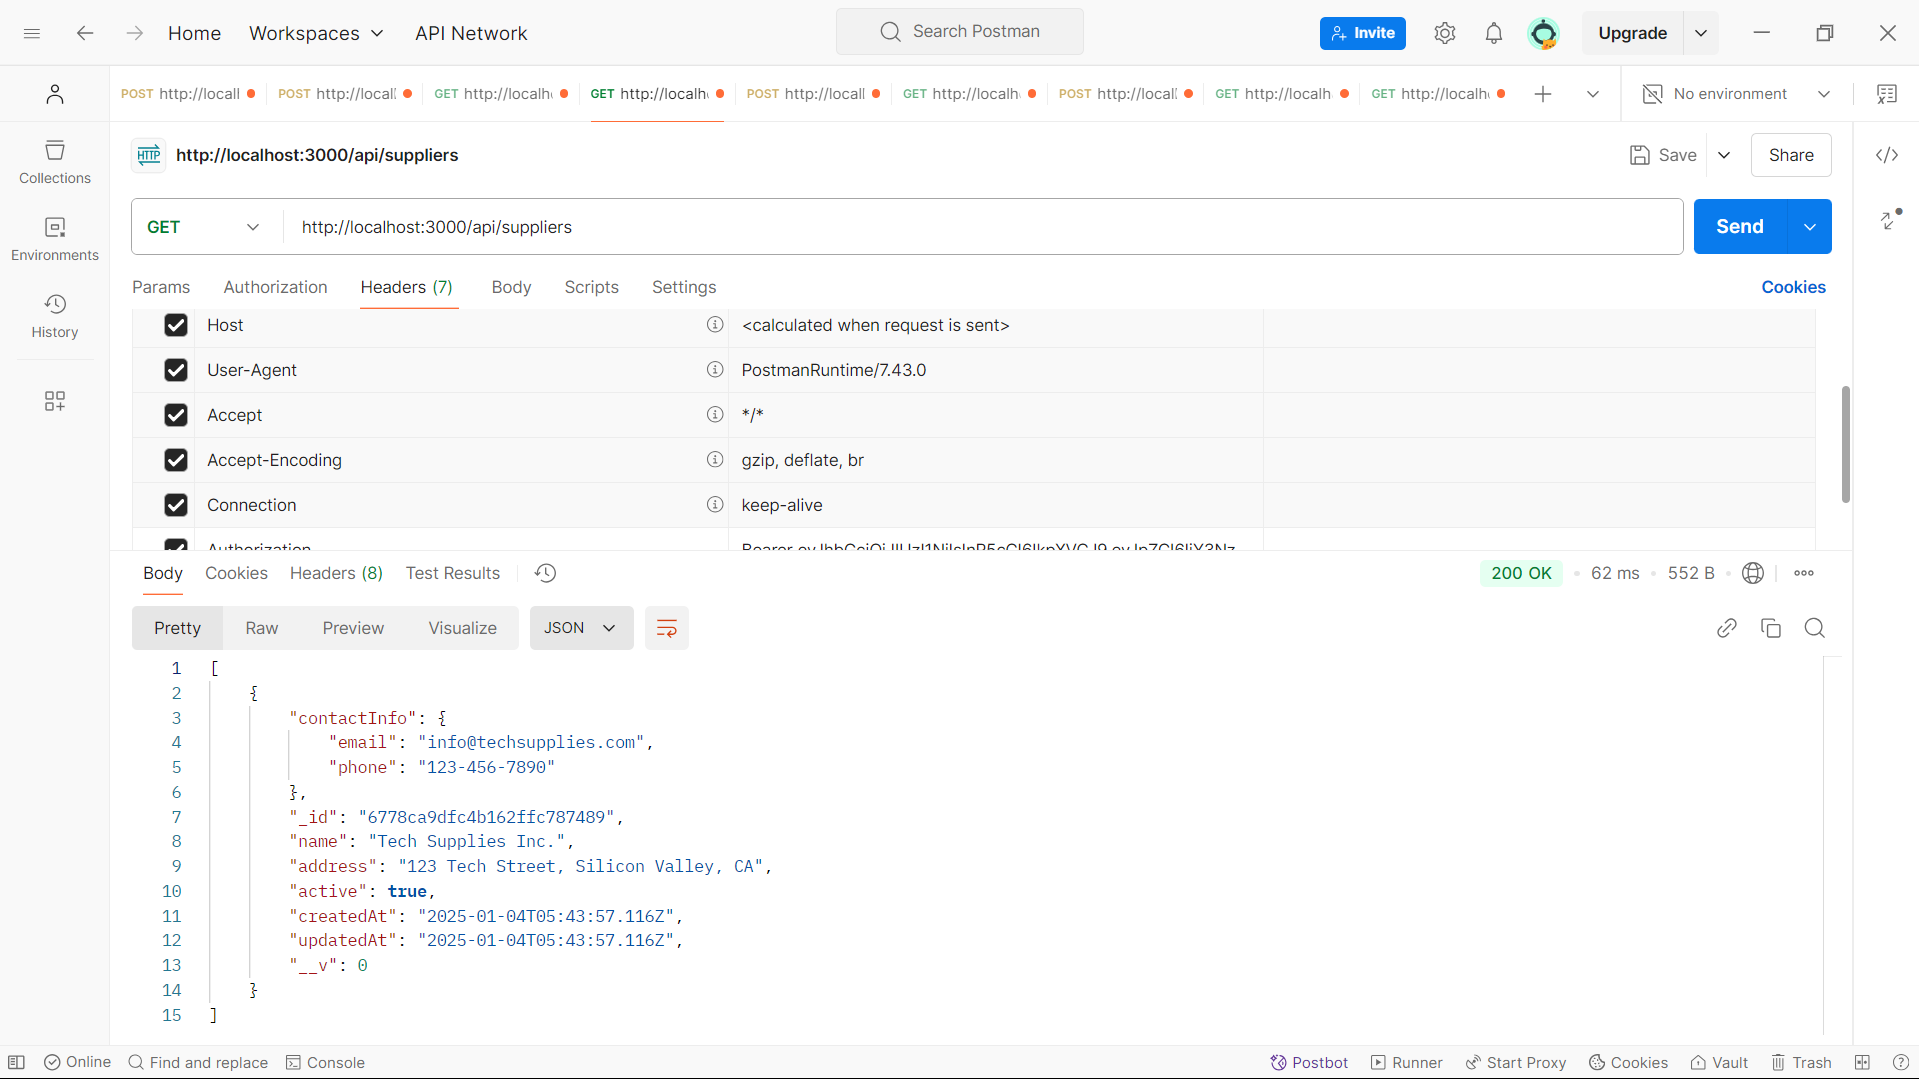 Home Workspaces API Network Search Postman Invite Upgrade
POST http://locall POST http://local GET http://localh GET http://localh POST http://locall GET http://localh POST http://local GET http://localh GET http://localh No environment
HTTP http://localhost:3000/api/suppliers Save Share
GET http://localhost:3000/api/suppliers Send
Params Authorization Headers (7) Body Scripts Settings Cookies
Collections
Environments
History
Host <calculated when request is sent>
User-Agent PostmanRuntime/7.43.0
Accept */*
Accept-Encoding gzip, deflate, br
Connection keep-alive
Authorization Bearer
Body Cookies Headers (8) Test Results 200 OK 62 ms 552 B
Pretty Raw Preview Visualize JSON
1 [
2 {
3 "contactInfo": {
4 "email": "info@techsupplies.com",
5 "phone": "123-456-7890"
6 },
7 "_id": "6778ca9dfc4b162ffc787489",
8 "name": "Tech Supplies Inc.",
9 "address": "123 Tech Street, Silicon Valley, CA",
10 "active": true,
11 "createdAt": "2025-01-04T05:43:57.116Z",
12 "updatedAt": "2025-01-04T05:43:57.116Z",
13 "__v": 0
14 }
15 ]
Online Find and replace Console Postbot Runner Start Proxy Cookies Vault Trash